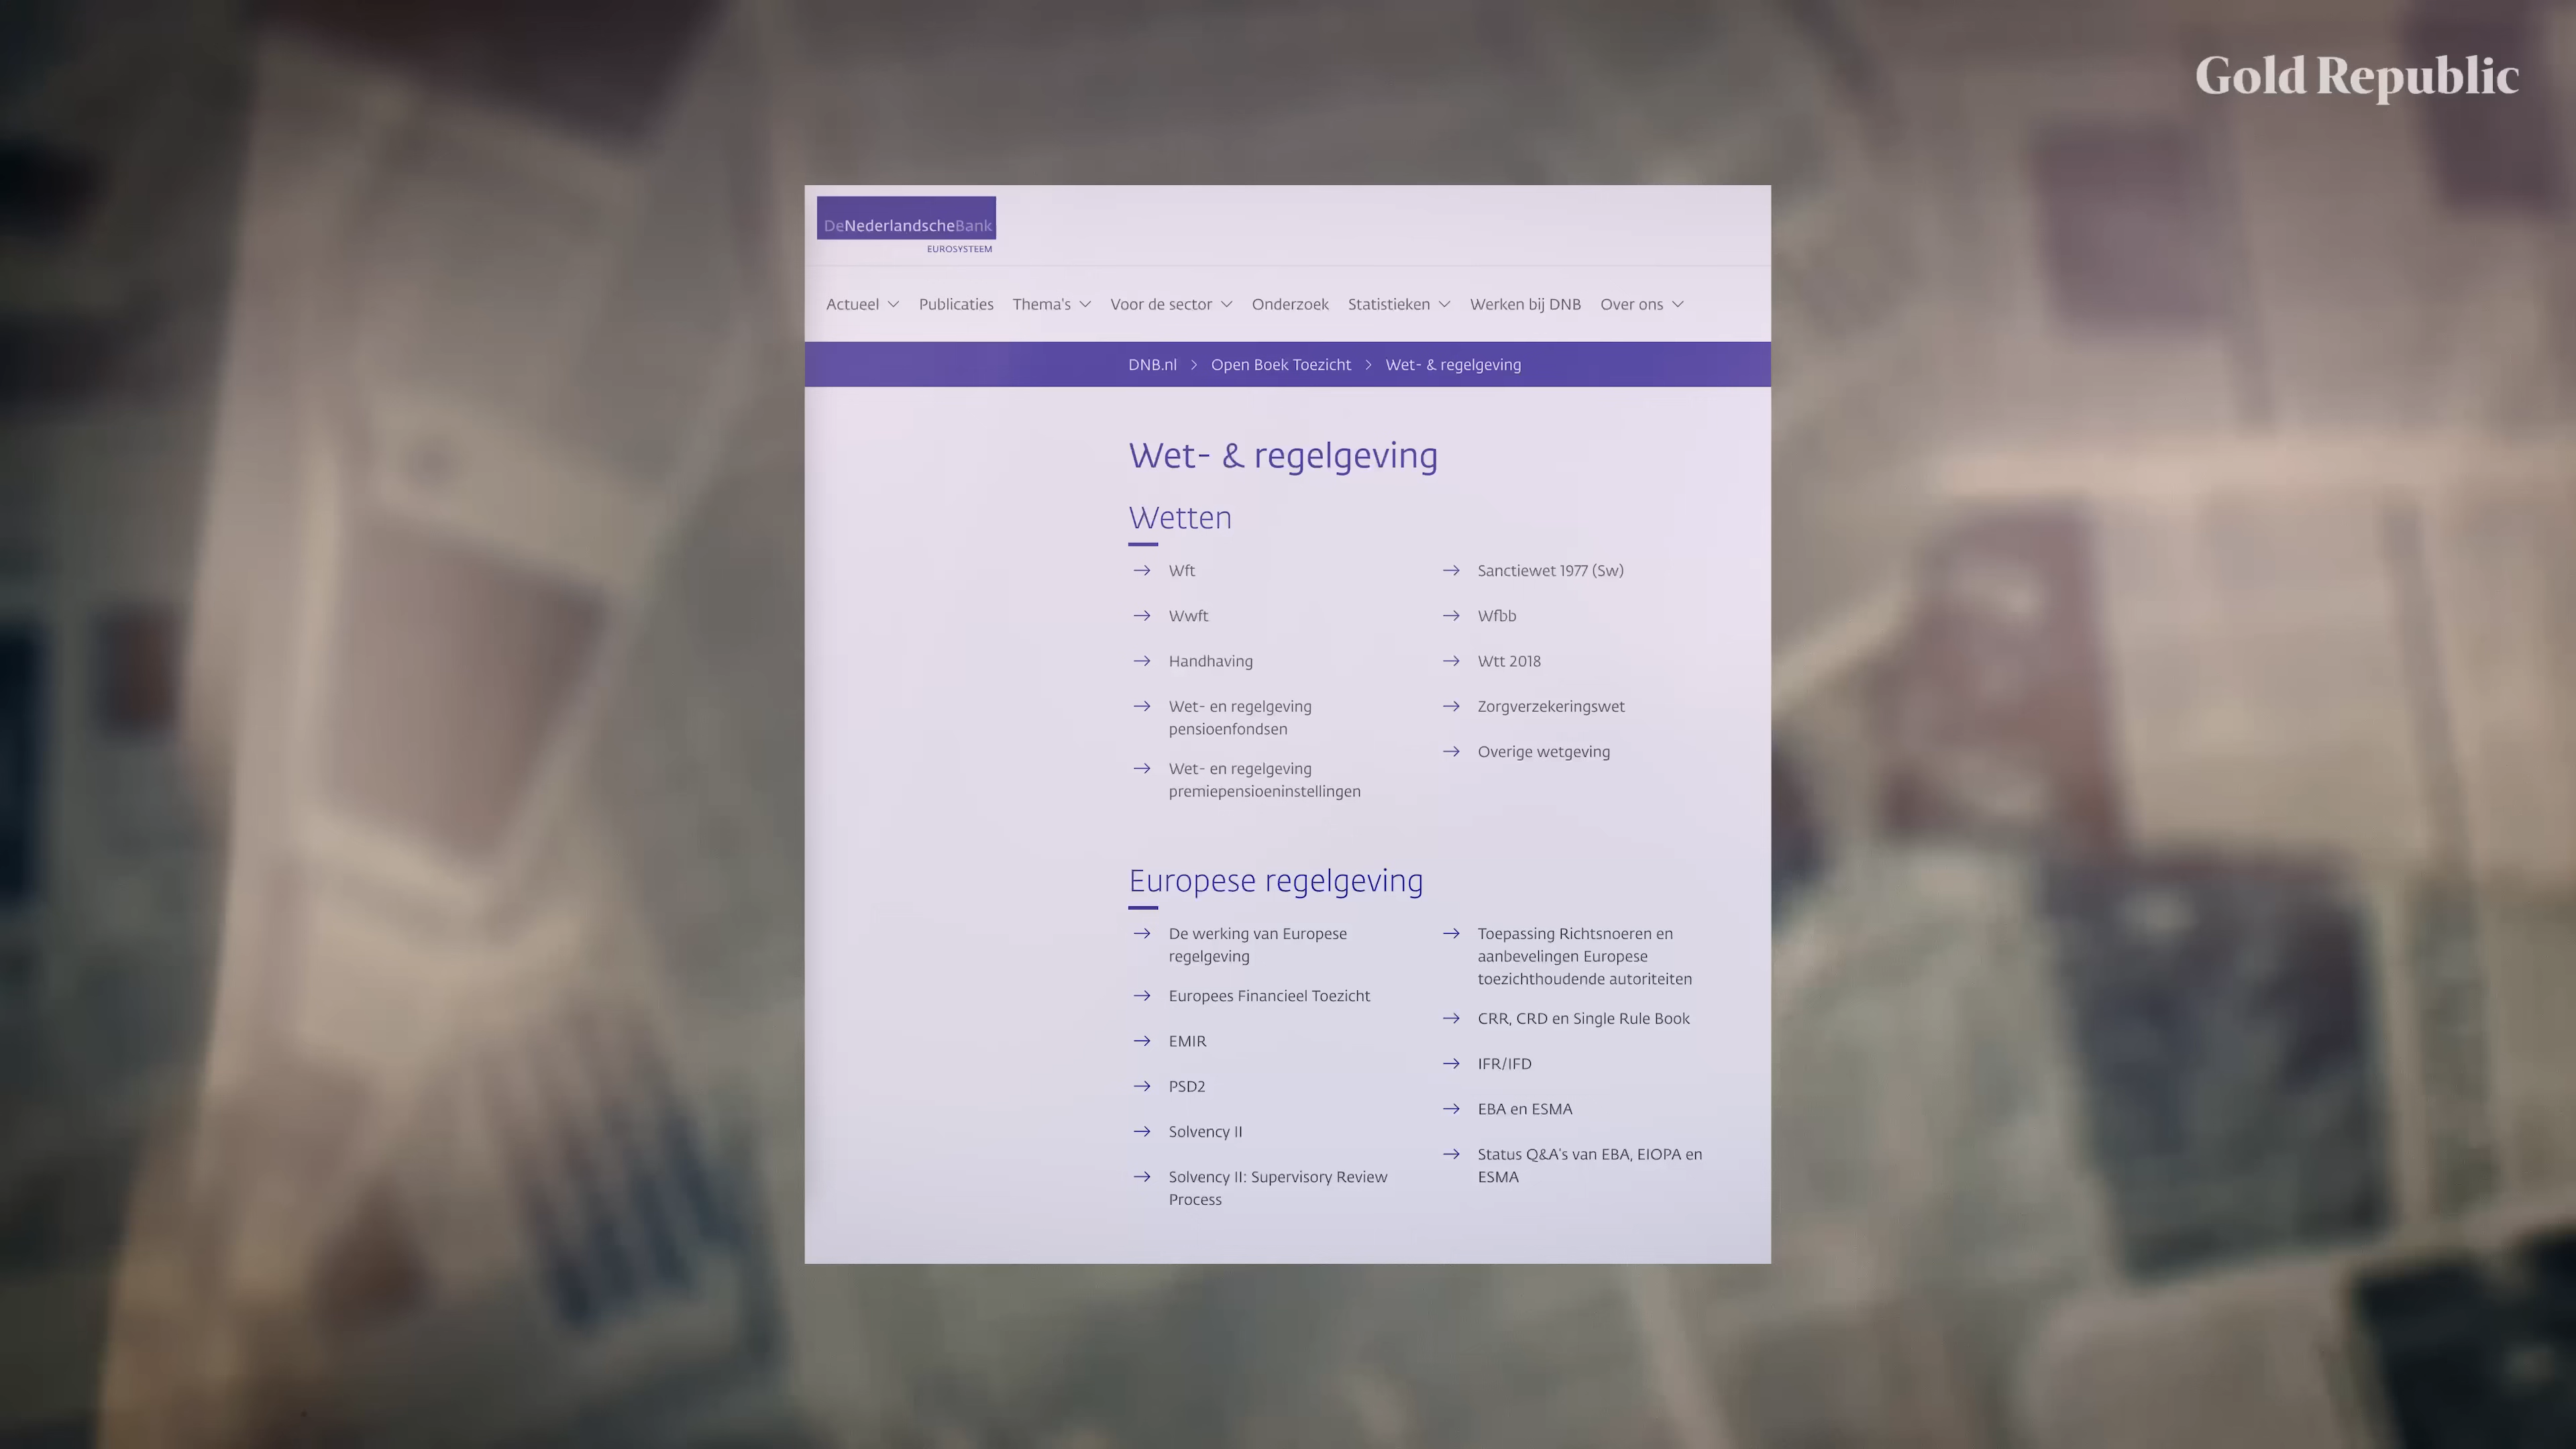 Gold Republic
DeNederlandscheBank
EUROSYSTEEM
Actueel Publicaties Thema's Voor de sector Onderzoek Statistieken Werken bij DNB Over ons
DNB.nl > Open Boek Toezicht > Wet- & regelgeving
Wet- & regelgeving
Wetten
→ Wft
→ Wwft
→ Handhaving
→ Wet- en regelgeving
pensioenfondsen
→ Wet- en regelgeving
premiepensioeninstellingen
→ Sanctiewet 1977 (Sw)
→ Wfbb
→ Wtt 2018
→ Zorgverzekeringswet
→ Overige wetgeving
Europese regelgeving
→ De werking van Europese
regelgeving
→ Europees Financieel Toezicht
→ EMIR
→ PSD2
→ Solvency II
→ Solvency II: Supervisory Review
Process
→ Toepassing Richtsnoeren en
aanbevelingen Europese
toezichthoudende autoriteiten
→ CRR, CRD en Single Rule Book
→ IFR/IFD
→ EBA en ESMA
→ Status Q&A's van EBA, EIOPA en
ESMA